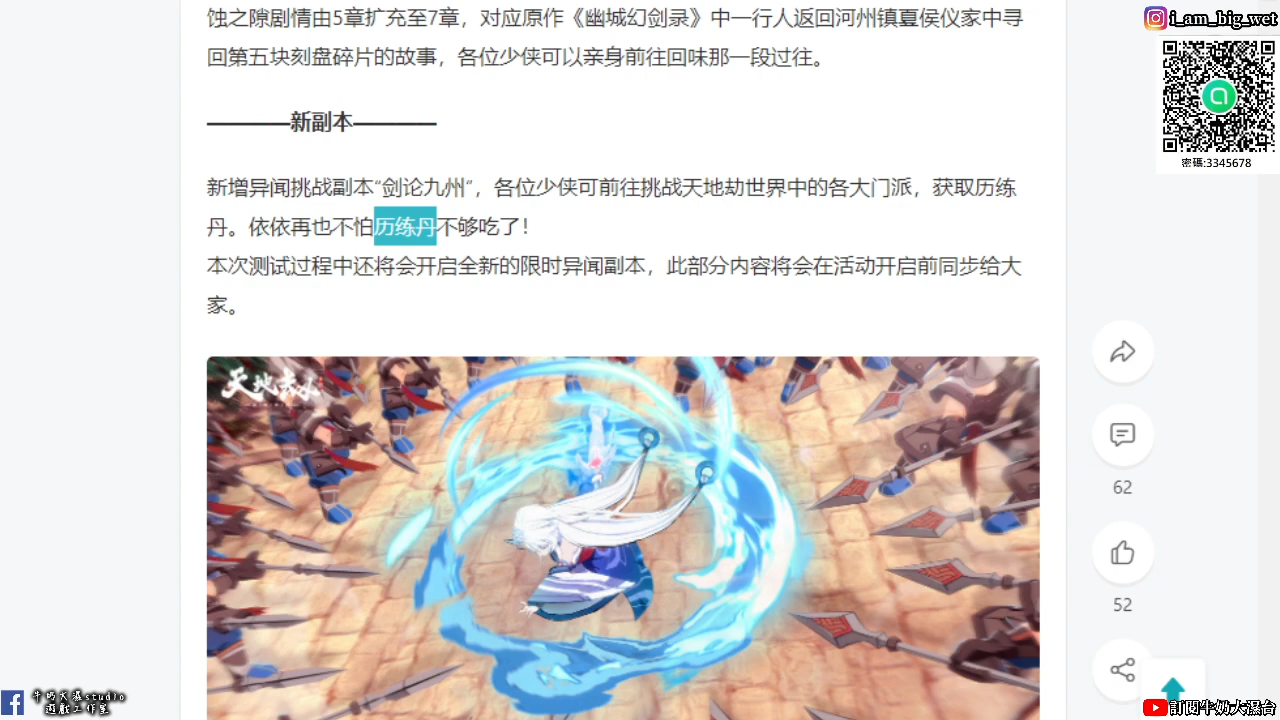 蚀之隙剧情由5章扩充至7章，对应原作《幽城幻剑录》中一行人返回河州镇夏侯仪家中寻
回第五块刻盘碎片的故事，各位少侠可以亲身前往回味那一段过往。
————新副本————
新增异闻挑战副本“剑论九州”，各位少侠可前往挑战天地劫世界中的各大门派，获取历练
丹。依依再也不怕历练丹不够吃了！
本次测试过程中还将会开启全新的限时异闻副本，此部分内容将会在活动开启前同步给大
家。
天地劫
i_am_big_wet
密碼:3345678
62
52
牛奶大濕studio
遊戲工作室
訂閱牛奶大濕台